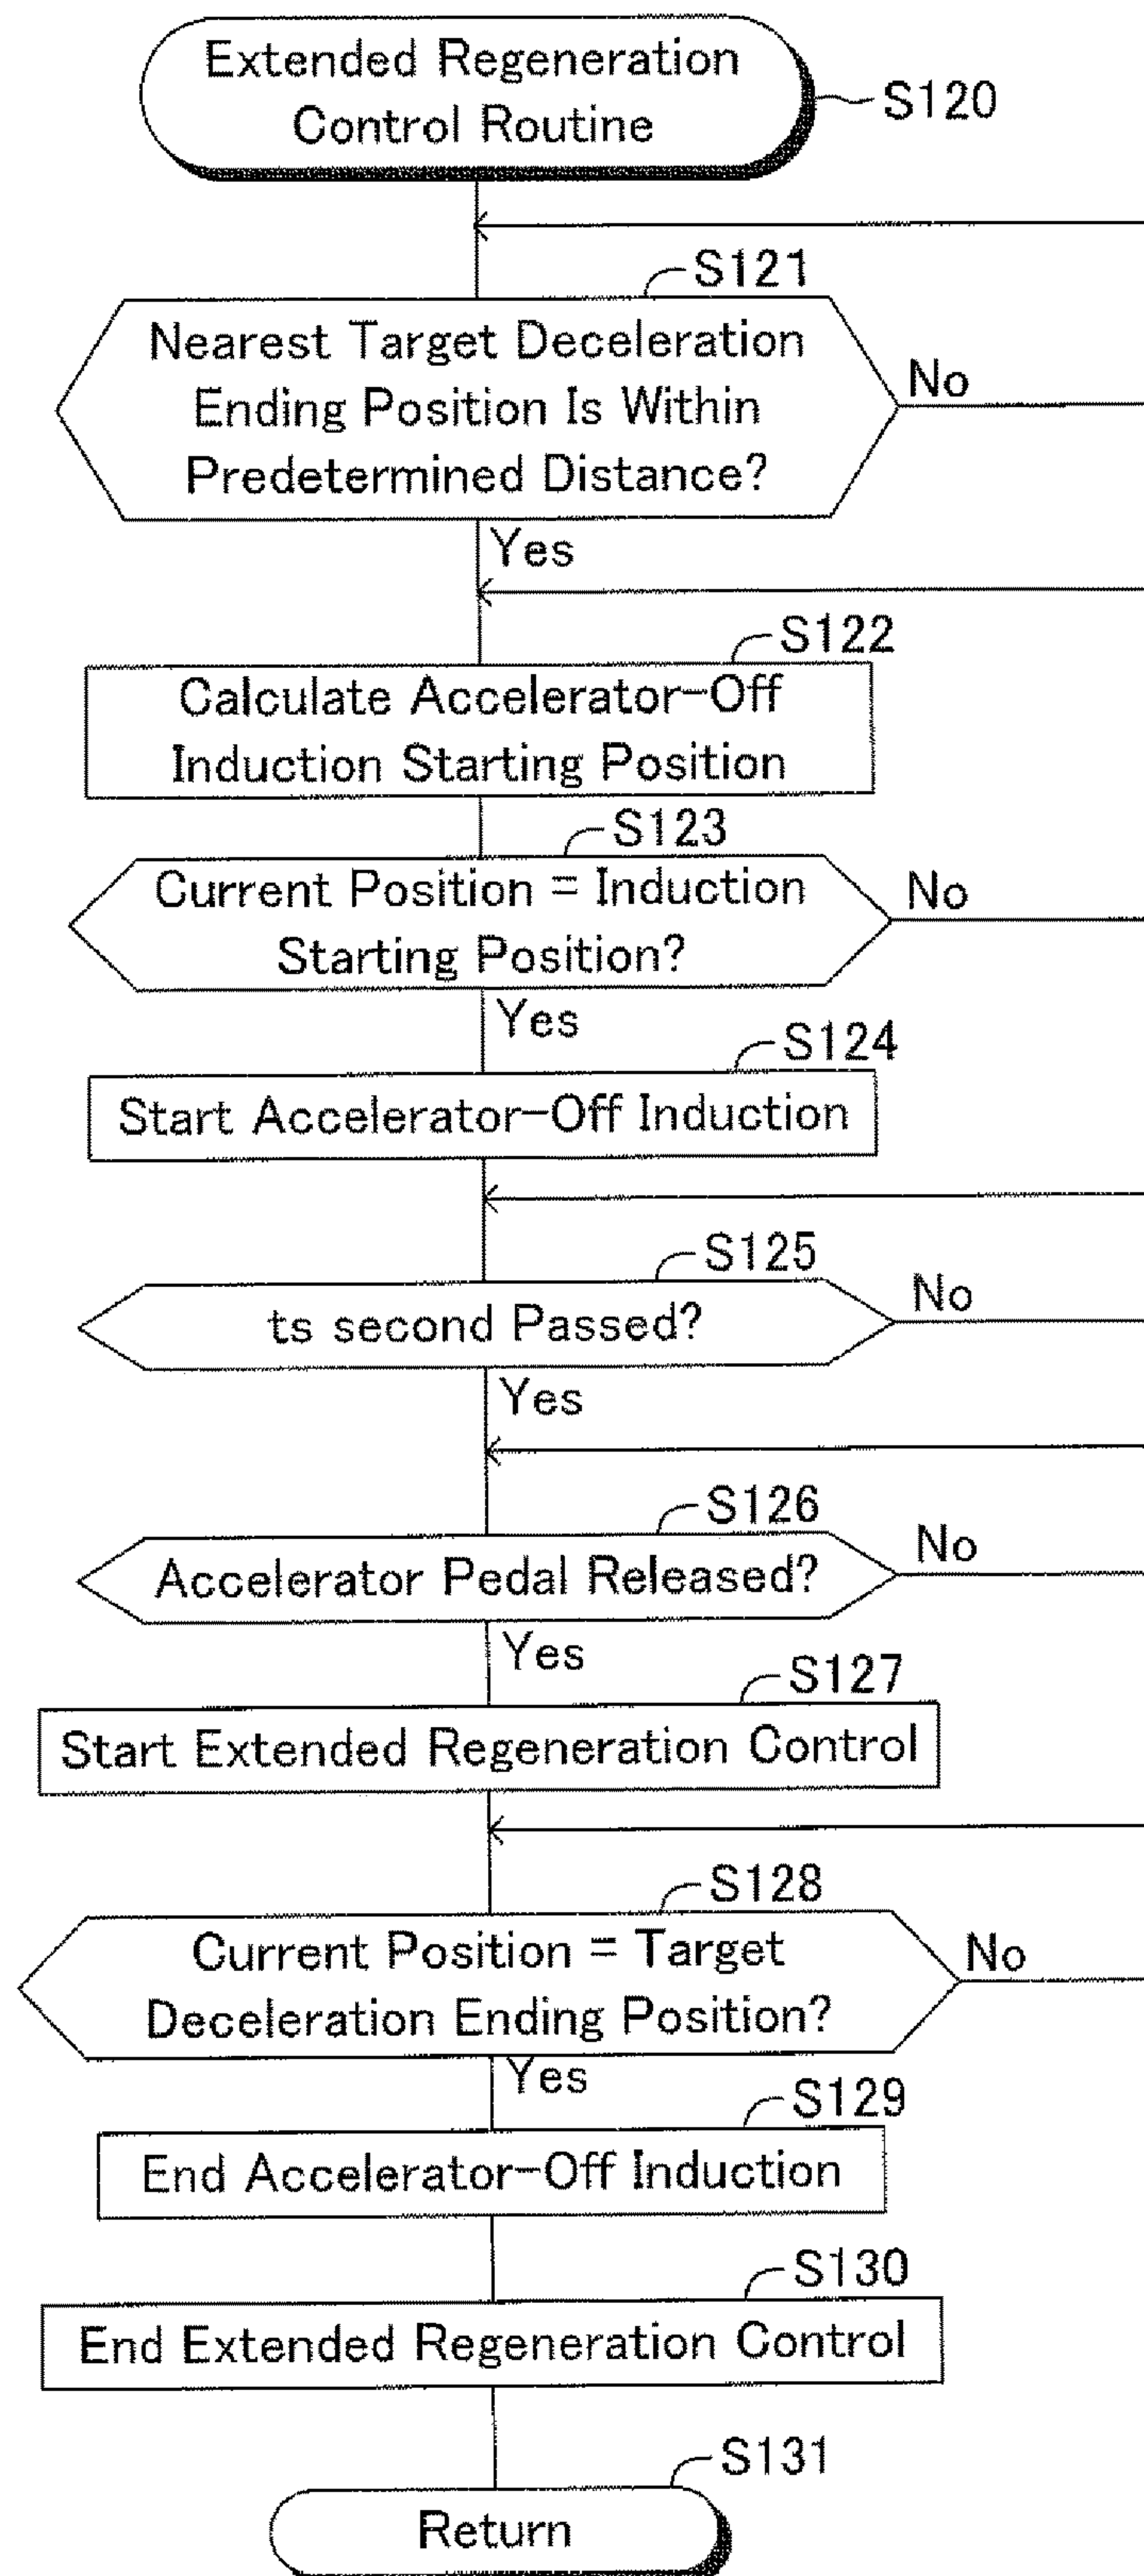 Extended Regeneration
Control Routine
S120
S121
Nearest Target Deceleration
Ending Position Is Within
Predetermined Distance?
No
Yes
S122
Calculate Accelerator-Off
Induction Starting Position
S123
Current Position = Induction
Starting Position?
No
Yes
S124
Start Accelerator-Off Induction
S125
ts second Passed?
No
Yes
S126
Accelerator Pedal Released?
No
Yes
S127
Start Extended Regeneration Control
S128
Current Position = Target
Deceleration Ending Position?
No
Yes
S129
End Accelerator-Off Induction
S130
End Extended Regeneration Control
S131
Return